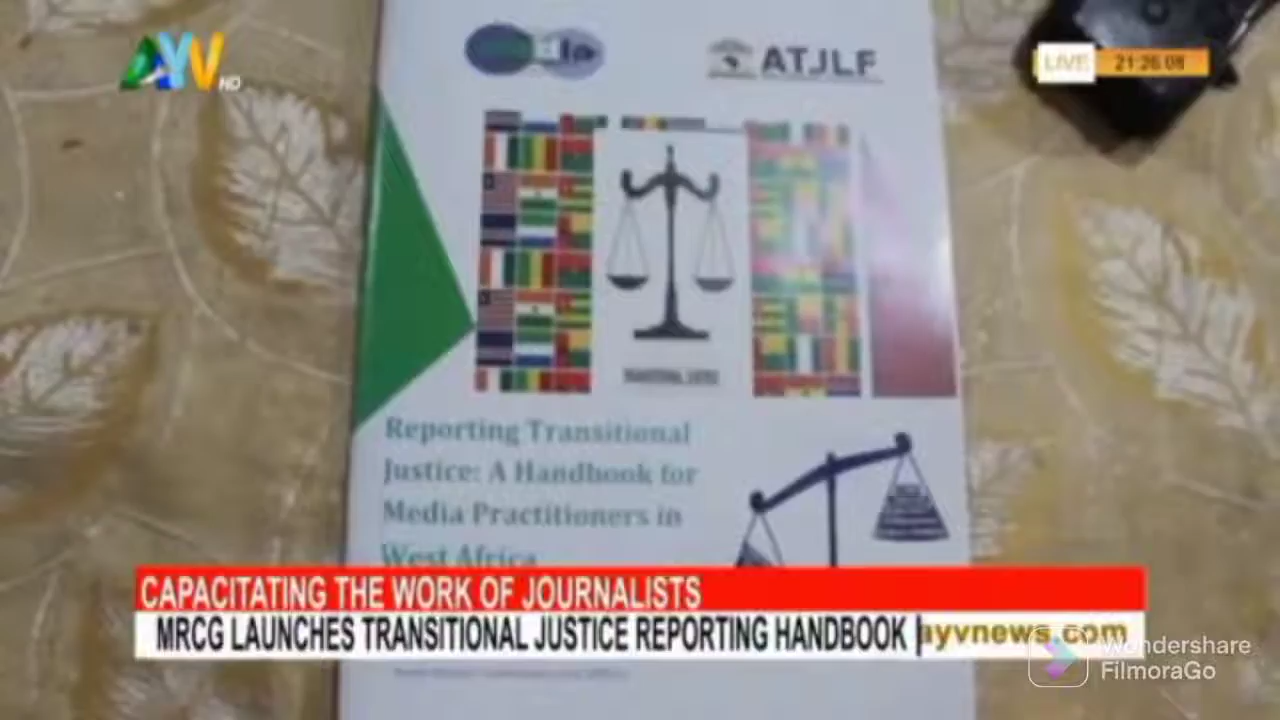 AYV
HD
LIVE
21:26.08
ATJLF
Reporting Transitional
Justice: A Handbook for
Media Practitioners in
West Africa
CAPACITATING THE WORK OF JOURNALISTS
MRCG LAUNCHES TRANSITIONAL JUSTICE REPORTING HANDBOOK |
ayvnews.com
Wondershare
FilmoraGo